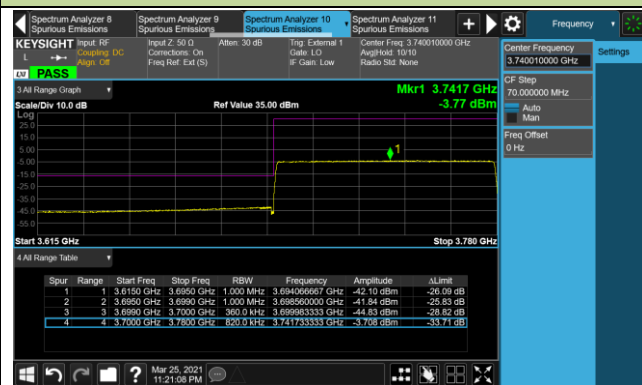 Spectrum Analyzer 8
Spurious Emissions
Spectrum Analyzer 9
Spurious Emissions
Spectrum Analyzer 10
Spurious Emissions
Spectrum Analyzer 11
Spurious Emissions
Frequency
KEYSIGHT
L
LXI PASS
Input: RF
Coupling: DC
Align: Off
Input Z: 50 Ω
Corrections: On
Freq Ref: Ext (S)
Atten: 30 dB
Trig: External 1
Gate: LO
IF Gain: Low
Center Freq: 3.740010000 GHz
Avg|Hold: 10/10
Radio Std: None
Center Frequency
3.740010000 GHz
Settings
CF Step
70.000000 MHz
Auto
Man
Freq Offset
0 Hz
3 All Range Graph
Mkr1 3.7417 GHz
Scale/Div 10.0 dB
Ref Value 35.00 dBm
-3.77 dBm
Log
25.0
15.0
5.00
-5.00
-15.0
-25.0
-35.0
-45.0
-55.0
1
Start 3.615 GHz
Stop 3.780 GHz
4 All Range Table
Spur Range Start Freq Stop Freq RBW Frequency Amplitude ΔLimit
1 1 3.6150 GHz 3.6950 GHz 1.000 MHz 3.694066667 GHz -42.10 dBm -26.09 dB
2 2 3.6950 GHz 3.6990 GHz 1.000 MHz 3.698560000 GHz -41.84 dBm -25.83 dB
3 3 3.6990 GHz 3.7000 GHz 360.0 kHz 3.699983333 GHz -44.83 dBm -28.82 dB
4 4 3.7000 GHz 3.7800 GHz 820.0 kHz 3.741733333 GHz -3.708 dBm -33.71 dB
Mar 25, 2021
11:21:08 PM